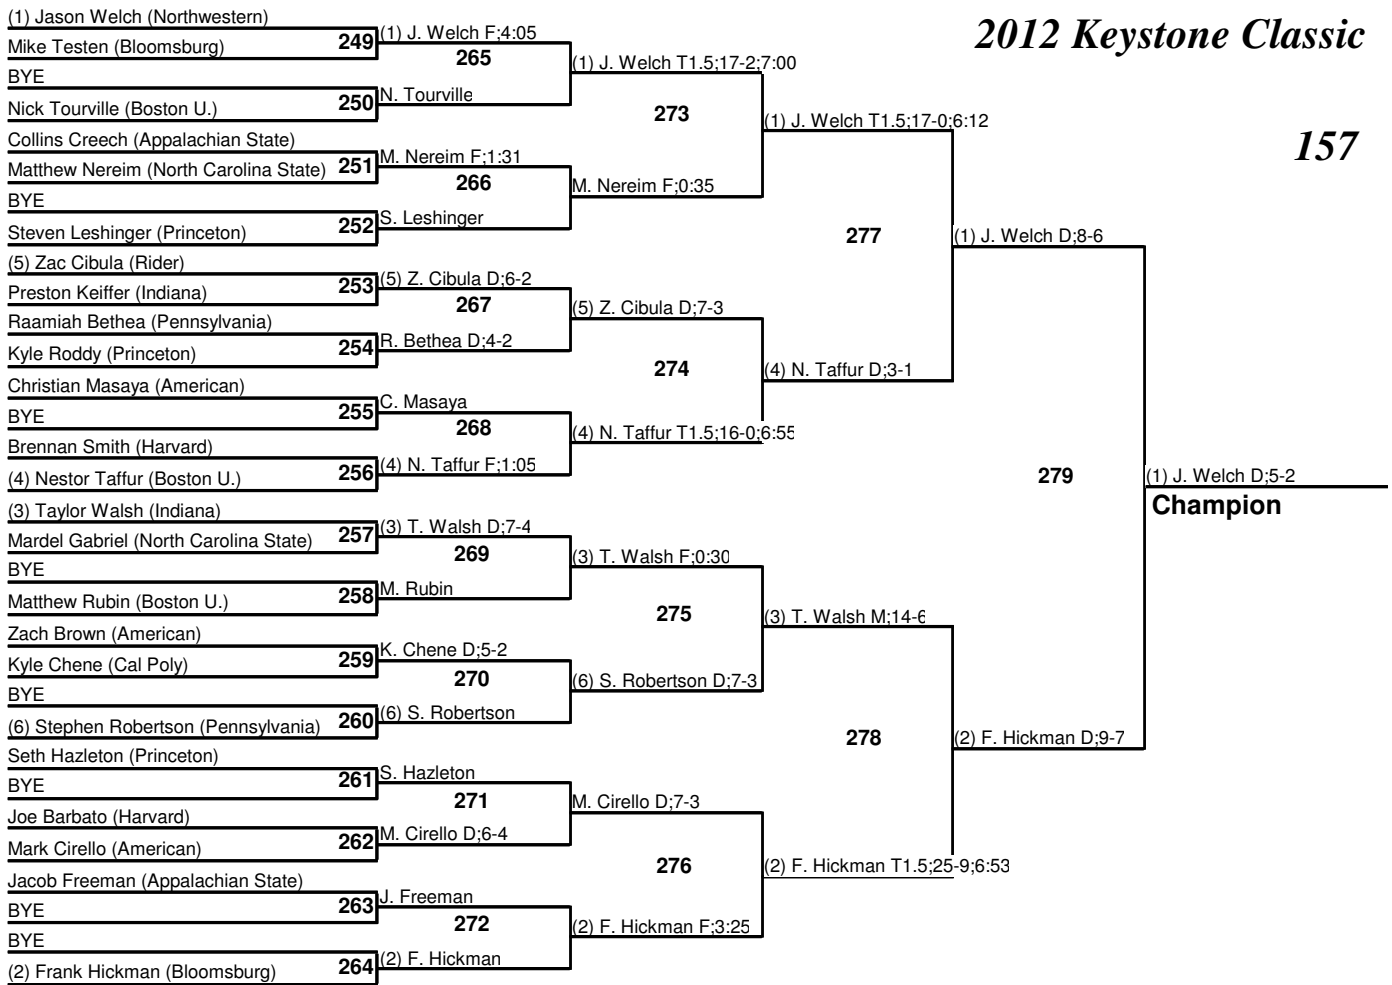 2012 Keystone Classic
157
(1) Jason Welch (Northwestern)
Mike Testen (Bloomsburg)
249
BYE
Nick Tourville (Boston U.)
250
Collins Creech (Appalachian State)
Matthew Nereim (North Carolina State)
251
BYE
Steven Leshinger (Princeton)
252
(5) Zac Cibula (Rider)
Preston Keiffer (Indiana)
253
Raamiah Bethea (Pennsylvania)
Kyle Roddy (Princeton)
254
Christian Masaya (American)
BYE
255
Brennan Smith (Harvard)
(4) Nestor Taffur (Boston U.)
256
(3) Taylor Walsh (Indiana)
Mardel Gabriel (North Carolina State)
257
BYE
Matthew Rubin (Boston U.)
258
Zach Brown (American)
Kyle Chene (Cal Poly)
259
BYE
(6) Stephen Robertson (Pennsylvania)
260
Seth Hazleton (Princeton)
BYE
261
Joe Barbato (Harvard)
Mark Cirello (American)
262
Jacob Freeman (Appalachian State)
BYE
263
BYE
(2) Frank Hickman (Bloomsburg)
264
(1) J. Welch F;4:05
265
N. Tourville
M. Nereim F;1:31
266
S. Leshinger
(5) Z. Cibula D;6-2
267
R. Bethea D;4-2
C. Masaya
268
(4) N. Taffur F;1:05
(3) T. Walsh D;7-4
269
M. Rubin
K. Chene D;5-2
270
(6) S. Robertson
S. Hazleton
271
M. Cirello D;6-4
J. Freeman
272
(2) F. Hickman
(1) J. Welch T1.5;17-2;7:00
273
M. Nereim F;0:35
(5) Z. Cibula D;7-3
274
(4) N. Taffur T1.5;16-0;6:55
(3) T. Walsh F;0:30
275
(6) S. Robertson D;7-3
M. Cirello D;7-3
276
(2) F. Hickman F;3:25
(1) J. Welch T1.5;17-0;6:12
277
(4) N. Taffur D;3-1
(3) T. Walsh M;14-6
278
(2) F. Hickman T1.5;25-9;6:53
(1) J. Welch D;8-6
279
(2) F. Hickman D;9-7
(1) J. Welch D;5-2
Champion